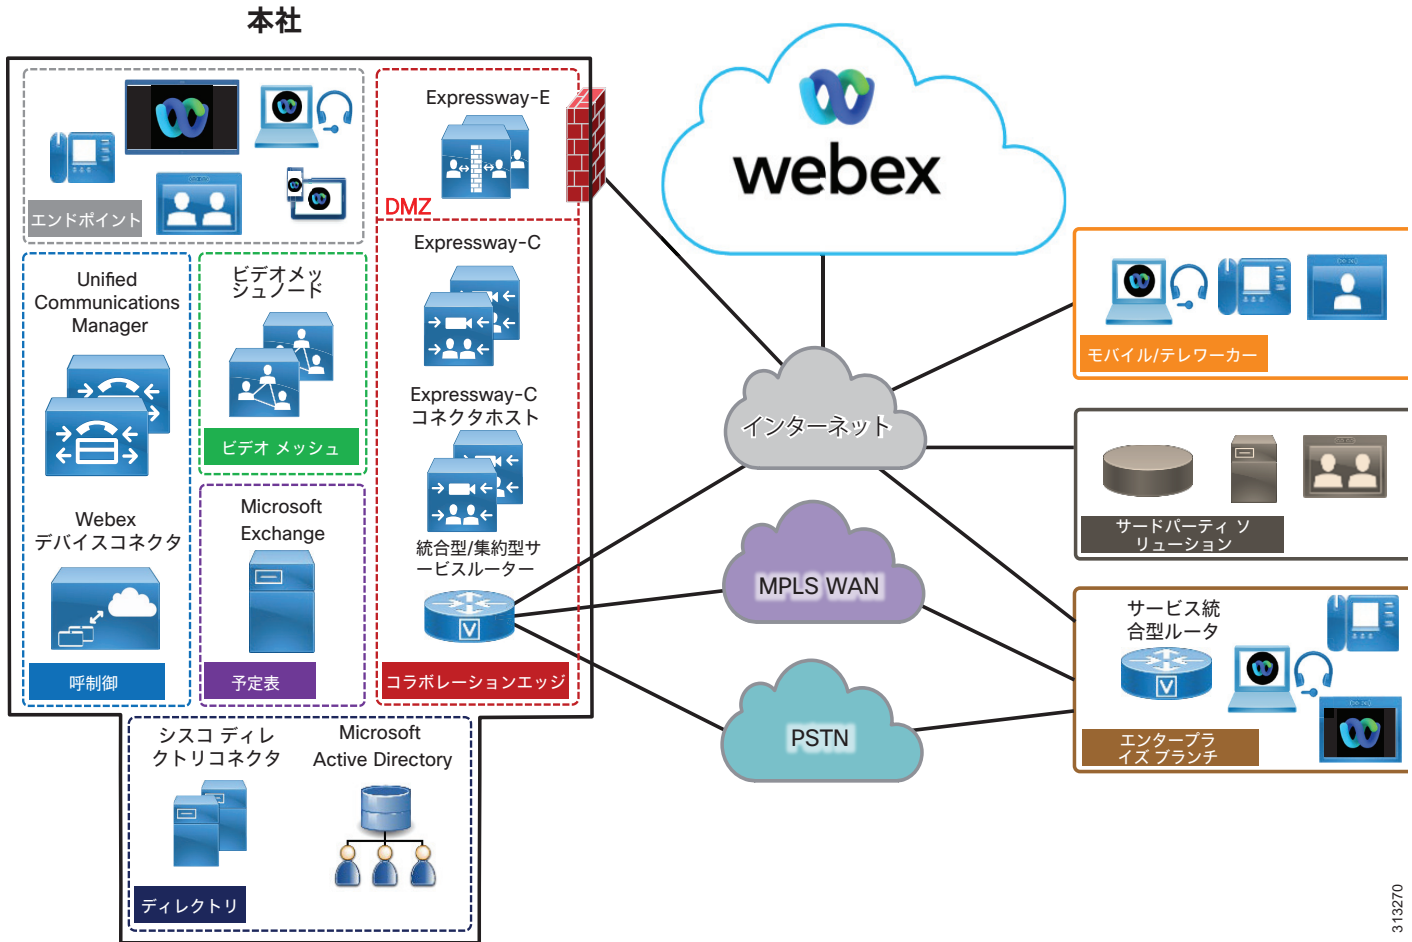 本社
Expressway-E
DMZ
エンドポイント
Unified
Communications
Manager
Webex
デバイスコネクタ
呼制御
ビデオメッ
シュノード
ビデオ メッシュ
Microsoft
Exchange
予定表
Expressway-C
Expressway-C
コネクタホスト
統合型/集約型サ
ービスルーター
V
コラボレーションエッジ
シスコ ディレ
クトリコネクタ
Microsoft
Active Directory
ディレクトリ
webex
インターネット
MPLS WAN
PSTN
モバイル/テレワーカー
サードパーティ ソ
リューション
サービス統
合型ルータ
V
エンタープラ
イズ ブランチ
313270